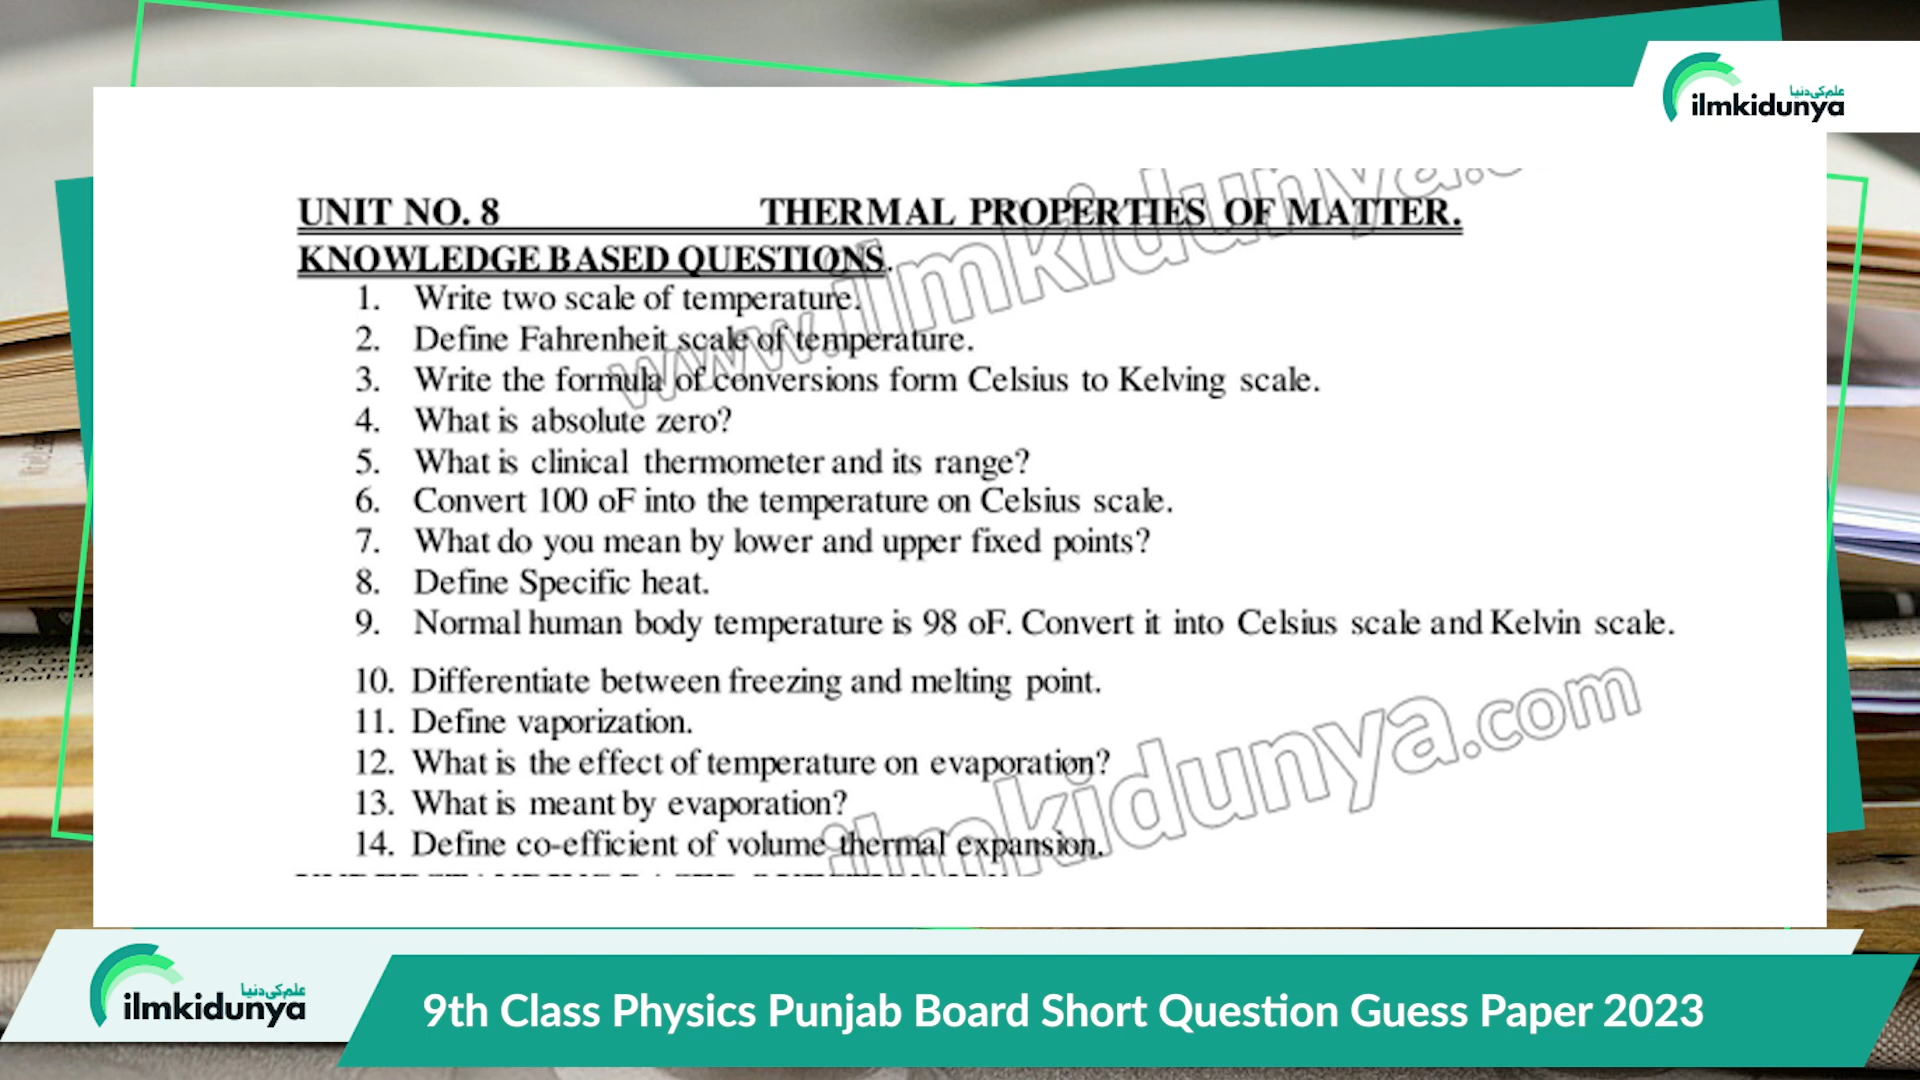 علم کی دنیا
ilmkidunya
www.ilmkidunya.c
UNIT NO. 8 THERMAL PROPERTIES OF MATTER.
KNOWLEDGE BASED QUESTIONS.
1. Write two scale of temperature.
2. Define Fahrenheit scale of temperature.
3. Write the formula of conversions form Celsius to Kelving scale.
4. What is absolute zero?
5. What is clinical thermometer and its range?
6. Convert 100 oF into the temperature on Celsius scale.
7. What do you mean by lower and upper fixed points?
8. Define Specific heat.
9. Normal human body temperature is 98 oF. Convert it into Celsius scale and Kelvin scale.
10. Differentiate between freezing and melting point.
11. Define vaporization.
12. What is the effect of temperature on evaporation?
13. What is meant by evaporation?
14. Define co-efficient of volume thermal expansion.
ilmkidunya.com
علم کی دنیا
ilmkidunya
9th Class Physics Punjab Board Short Question Guess Paper 2023